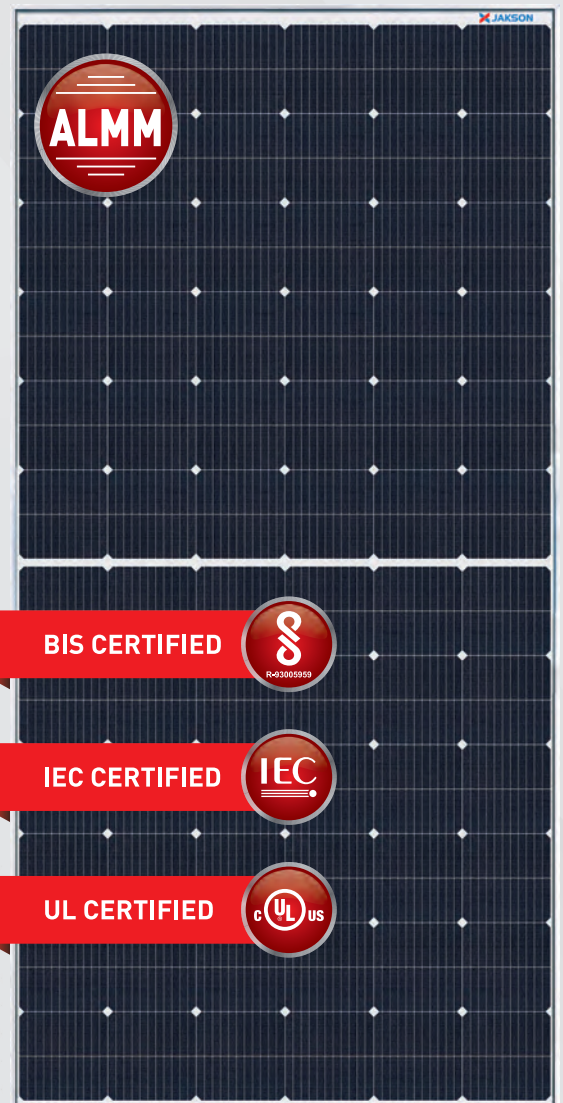 JAKSON
ALMM
BIS CERTIFIED
R-93005959
IEC CERTIFIED
IEC
UL CERTIFIED
C UL US